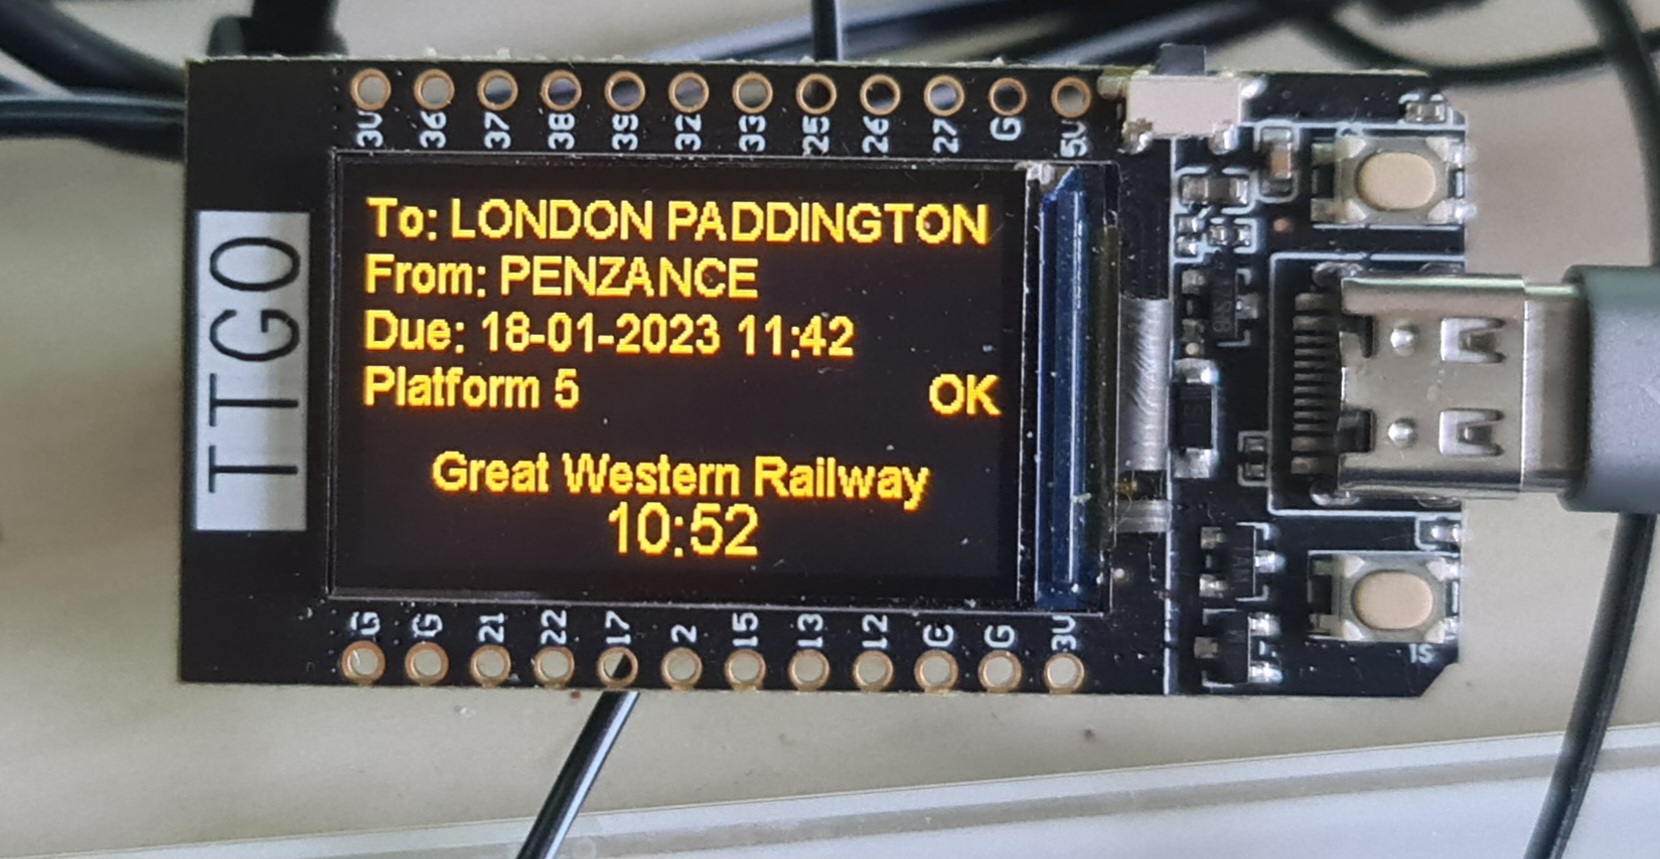 3V 36 37 38 39 32 33 25 26 27 G 5V
TTGO
To: LONDON PADDINGTON
From: PENZANCE
Due: 18-01-2023 11:42
Platform 5 OK
Great Western Railway
10:52
G G 21 22 17 2 15 13 12 G G 3V